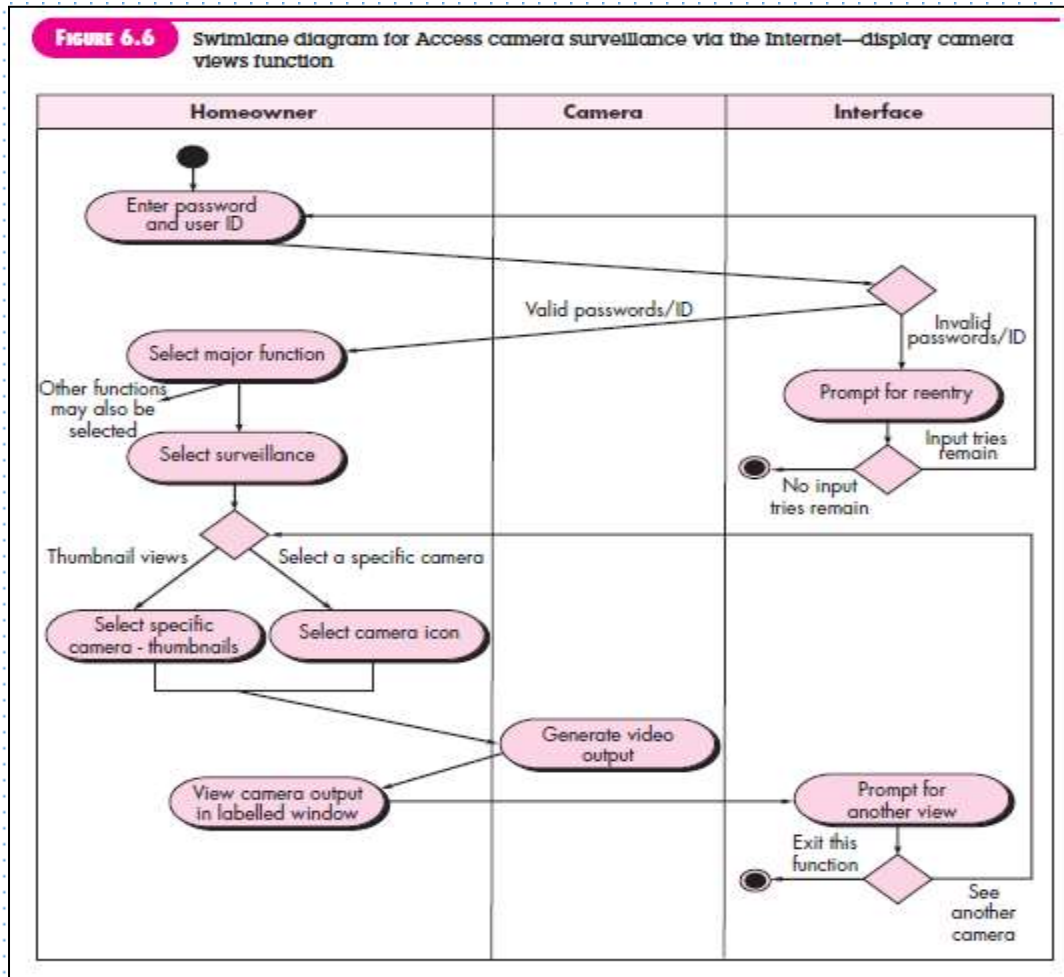 FIGURE 6.6
Swimlane diagram for Access camera surveillance via the Internet—display camera
views function
Homeowner
Camera
Interface
Enter password
and user ID
Valid passwords/ID
Invalid
passwords/ID
Select major function
Prompt for reentry
Other functions
may also be
selected
Select surveillance
Input tries
remain
No input
tries remain
Thumbnail views
Select a specific camera
Select specific
camera - thumbnails
Select camera icon
Generate video
output
View camera output
in labelled window
Prompt for
another view
Exit this
function
See
another
camera